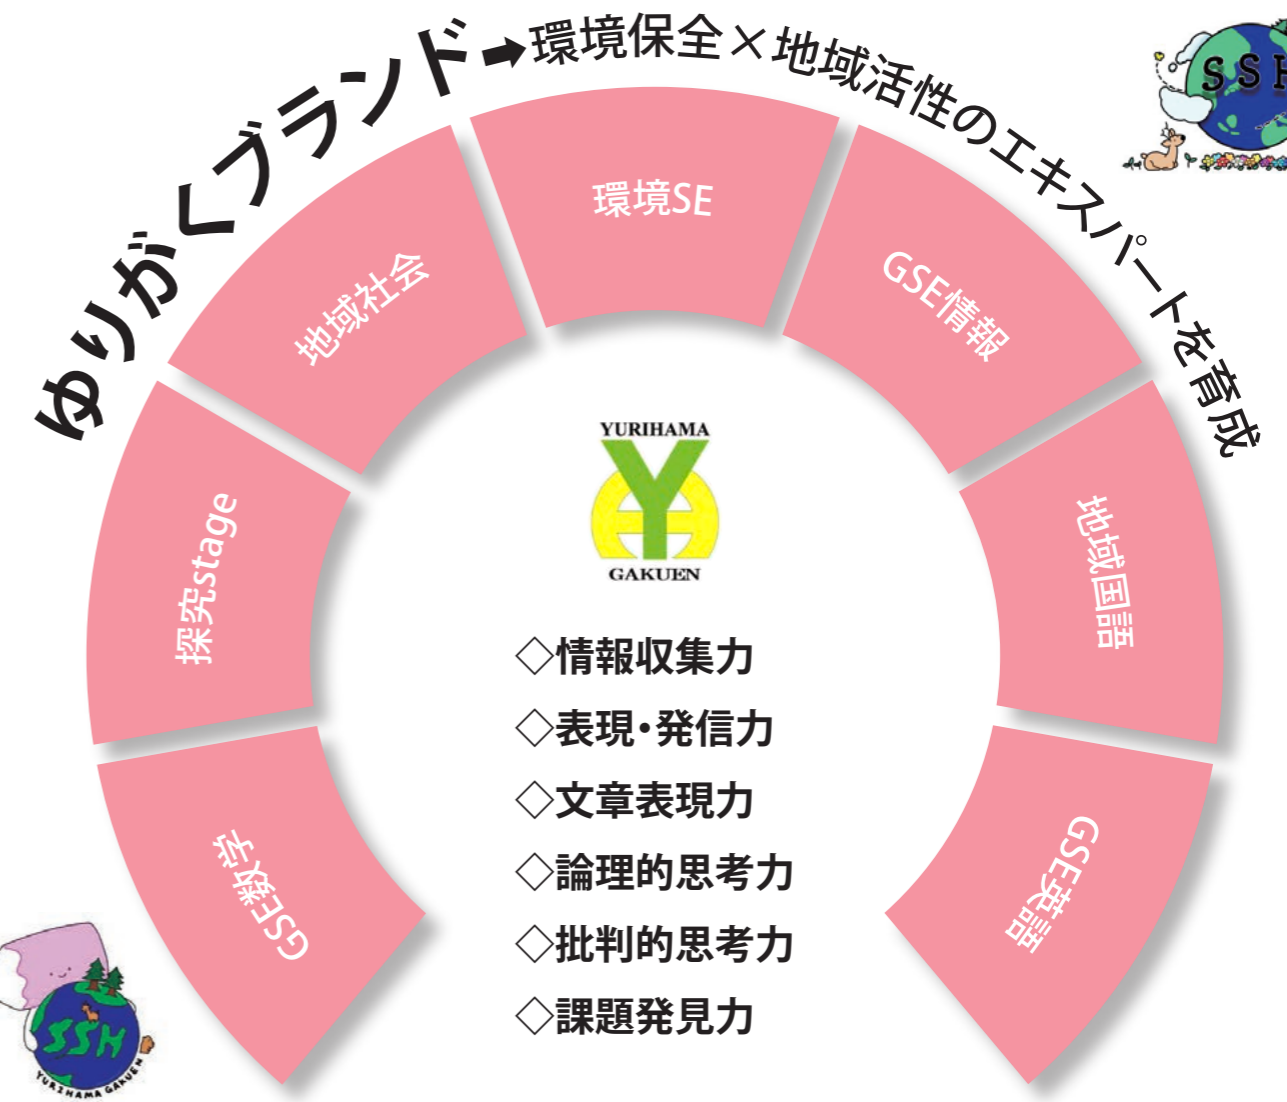 ゆりがくブランド➡環境保全×地域活性のエキスパートを育成
SSH
環境SE
地域社会
GSE情報
探究stage
地域国語
GSE数字
GSE英語
YURIHAMA
Y
GAKUEN
◇情報収集力
◇表現・発信力
◇文章表現力
◇論理的思考力
◇批判的思考力
◇課題発見力
SSH
YURIHAMA GAKUEN